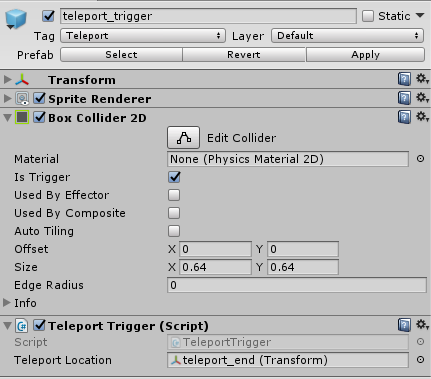 teleport_trigger Static
Tag Teleport Layer Default
Prefab Select Revert Apply
Transform
Sprite Renderer
Box Collider 2D
Edit Collider
Material None (Physics Material 2D)
Is Trigger
Used By Effector
Used By Composite
Auto Tiling
Offset X 0 Y 0
Size X 0.64 Y 0.64
Edge Radius 0
Info
Teleport Trigger (Script)
Script TeleportTrigger
Teleport Location teleport_end (Transform)